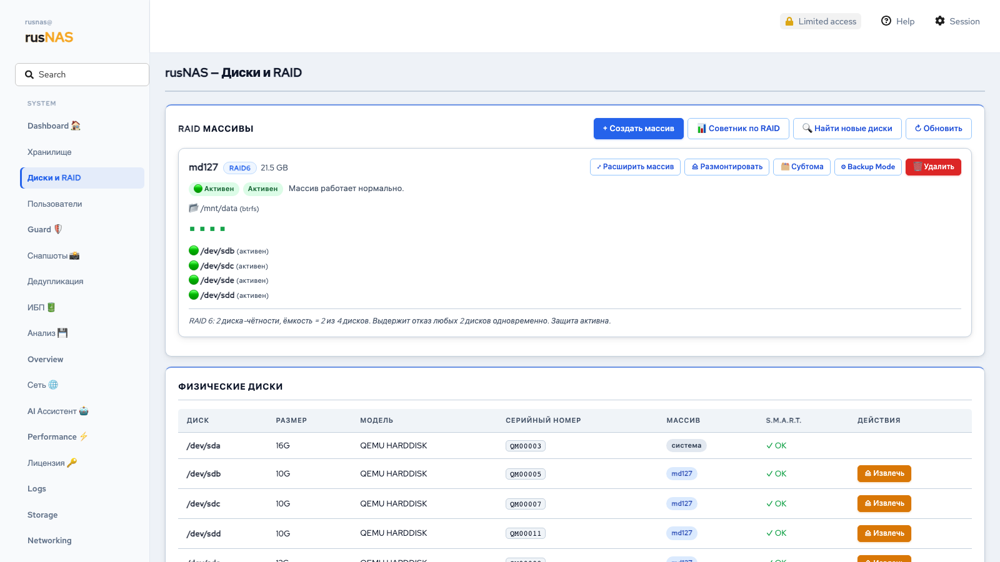 rusnas@
rusNAS
Search
SYSTEM
Dashboard
Хранилище
Диски и RAID
Пользователи
Guard
Снапшоты
Дедупликация
ИБП
Анализ
Overview
Сеть
AI Ассистент
Performance
Лицензия
Logs
Storage
Networking
Limited access
Help
Session
rusNAS – Диски и RAID
RAID МАССИВЫ
+ Создать массив
Советник по RAID
Найти новые диски
Обновить
md127 RAID6 21.5 GB
Расширить массив
Размонтировать
Субтома
Backup Mode
Удалить
Активен Активен Массив работает нормально.
/mnt/data (btrfs)
/dev/sdb (активен)
/dev/sdc (активен)
/dev/sde (активен)
/dev/sdd (активен)
RAID 6: 2 диска-чётности, ёмкость = 2 из 4 дисков. Выдержит отказ любых 2 дисков одновременно. Защита активна.
ФИЗИЧЕСКИЕ ДИСКИ
ДИСК РАЗМЕР МОДЕЛЬ СЕРИЙНЫЙ НОМЕР МАССИВ S.M.A.R.T. ДЕЙСТВИЯ
/dev/sda 16G QEMU HARDDISK QM00003 система ✓ OK
/dev/sdb 10G QEMU HARDDISK QM00005 md127 ✓ OK Извлечь
/dev/sdc 10G QEMU HARDDISK QM00007 md127 ✓ OK Извлечь
/dev/sdd 10G QEMU HARDDISK QM00011 md127 ✓ OK Извлечь